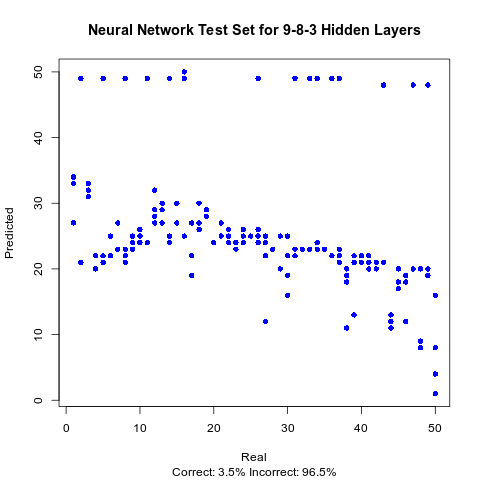 Neural Network Test Set for 9-8-3 Hidden Layers
50
40
30
20
10
0
Predicted
0 10 20 30 40 50
Real
Correct: 3.5% Incorrect: 96.5%